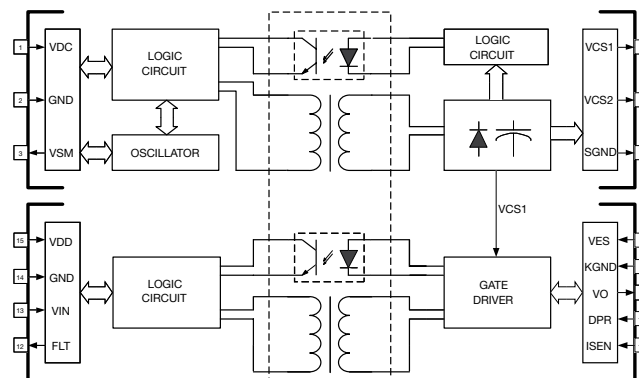 1
VDC
LOGIC
CIRCUIT
LOGIC
CIRCUIT
VCS1
2
GND
VCS2
3
VSM
OSCILLATOR
SGND
VCS1
15
VDD
VES
14
GND
LOGIC
CIRCUIT
GATE
DRIVER
KGND
13
VIN
VO
DPR
12
FLT
ISEN